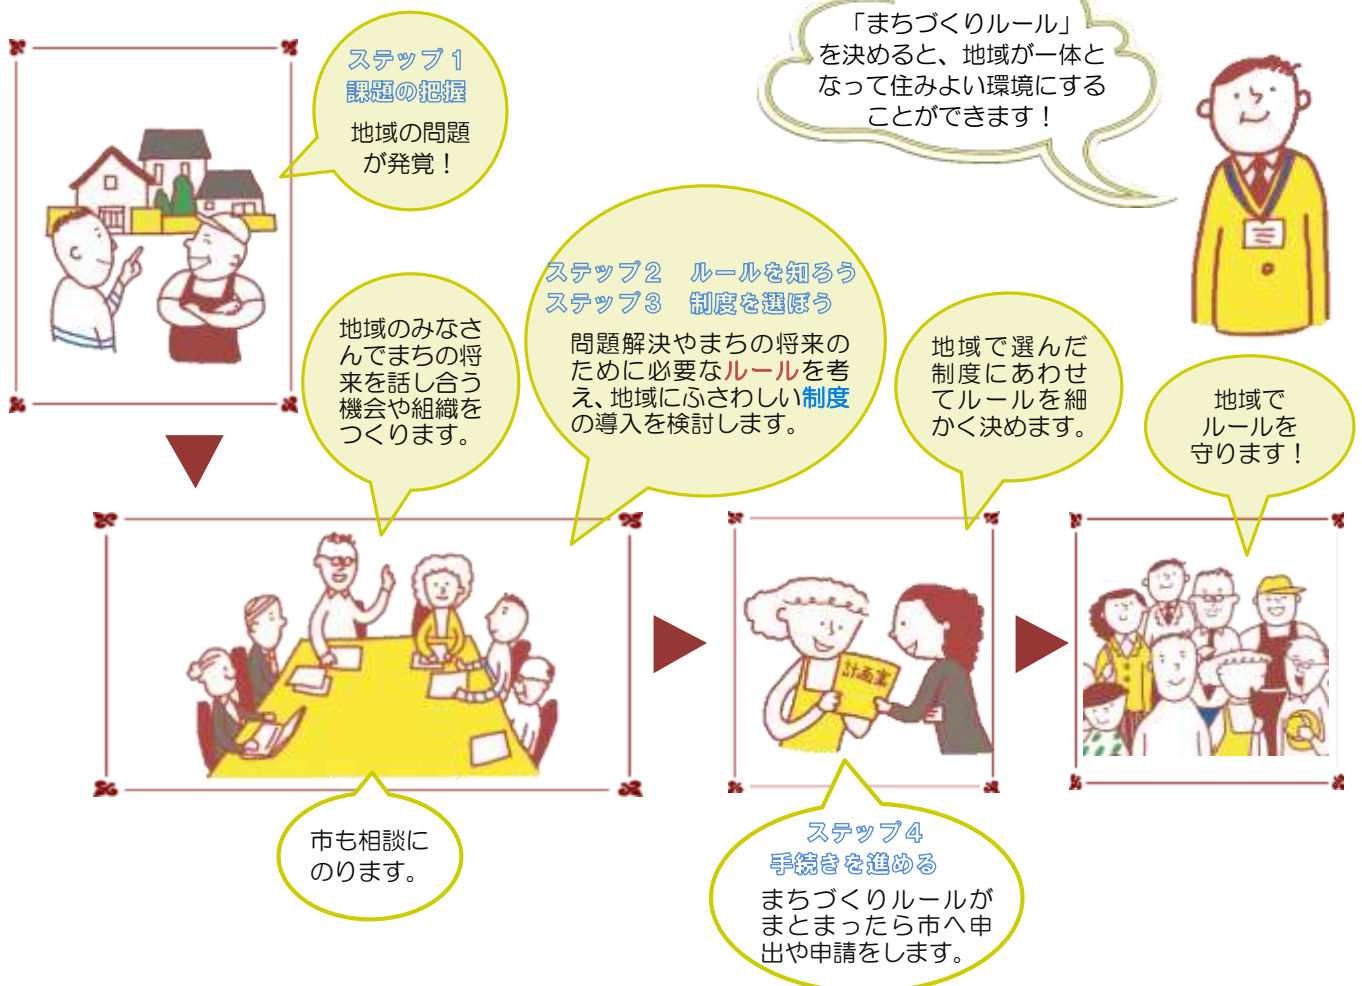 「まちづくりルール」
を決めると、地域が一体と
なって住みよい環境にする
ことができます！
ステップ１
課題の把握
地域の問題
が発覚！
地域のみなさ
んでまちの将
来を話し合う
機会や組織を
つくります。
ステップ２　ルールを知ろう
ステップ３　制度を選ぼう
問題解決やまちの将来の
ために必要なルールを考
え、地域にふさわしい制度
の導入を検討します。
地域で選んだ
制度にあわせ
てルールを細
かく決めます。
地域で
ルールを
守ります！
計画案
市も相談に
のります。
ステップ４
手続きを進める
まちづくりルールが
まとまったら市へ申
出や申請をします。